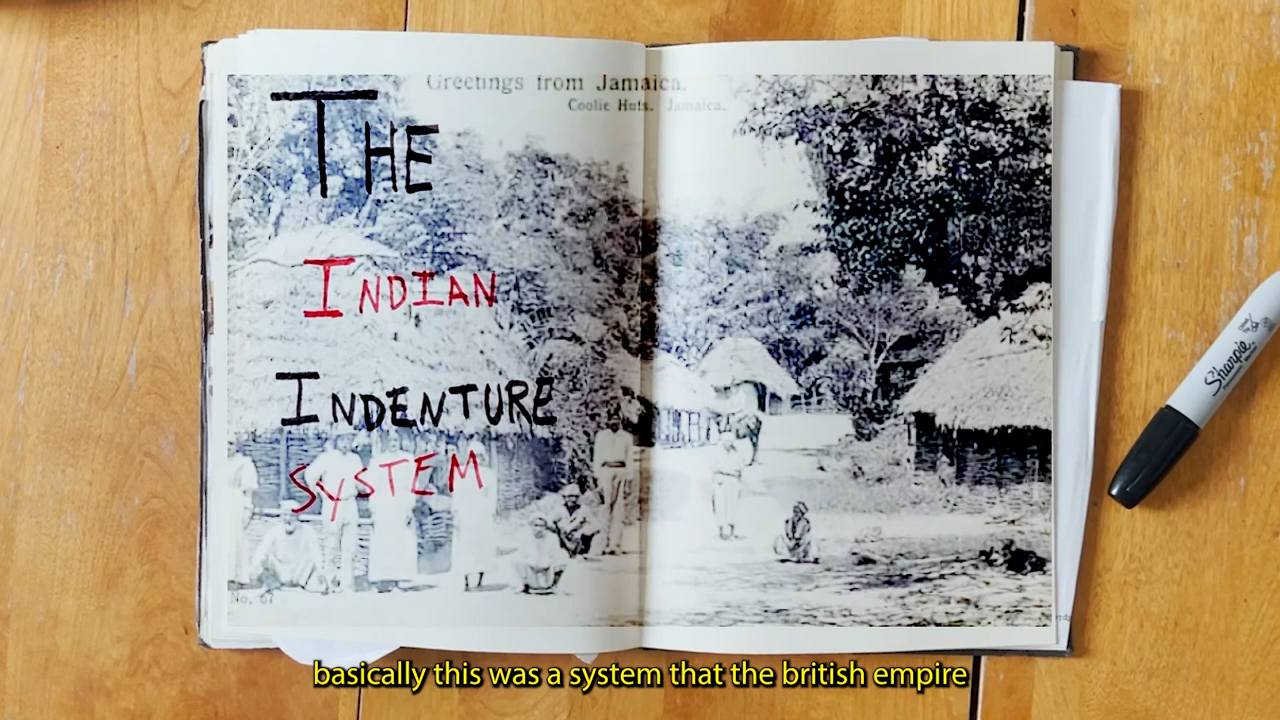 Greetings from Jamaica.
Coolie Huts. Jamaica.
THE
INDIAN
INDENTURE
SYSTEM
No. 67
Sharpie
basically this was a system that the british empire